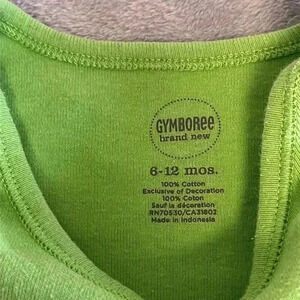 GYMBOREE
brand new
6-12 mos.
100% Cotton
Exclusive of Decoration
100% Coton
Sauf la décoration
RN70530/CA31802
Made in Indonesia